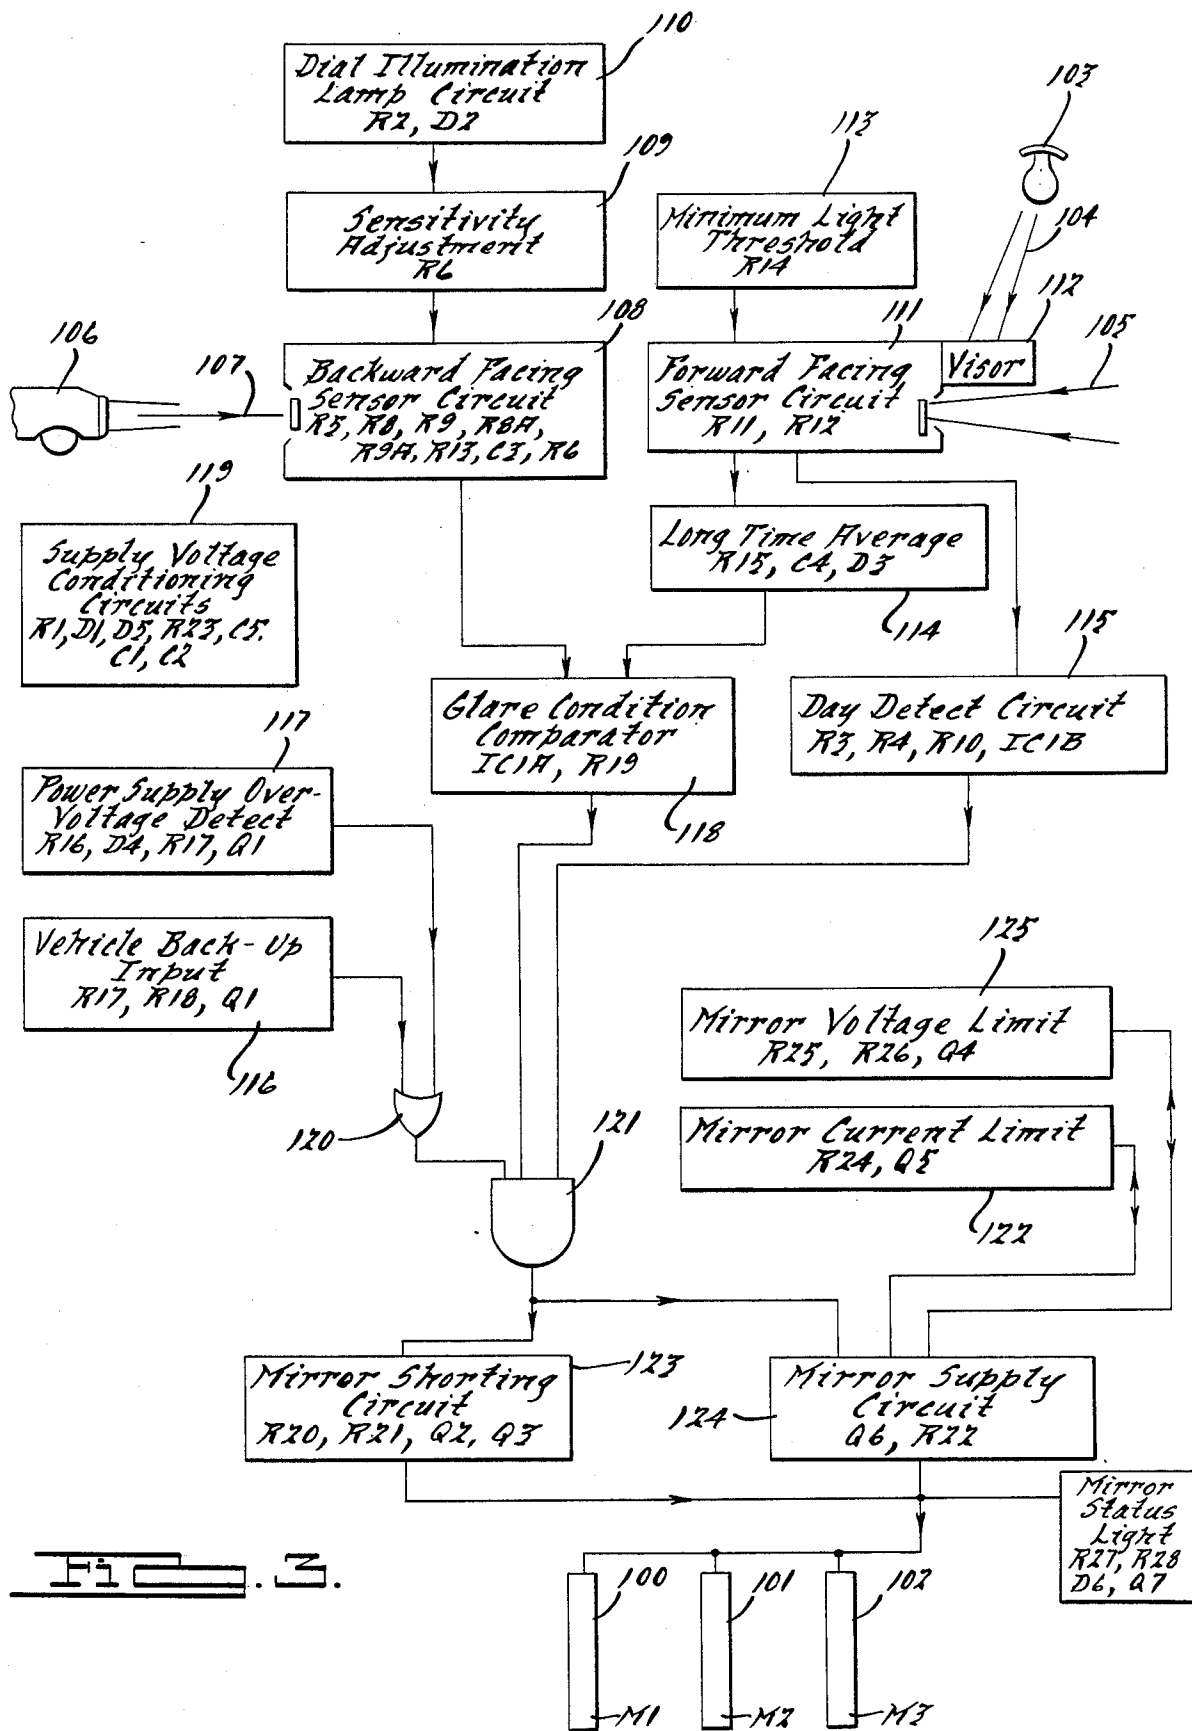 110
Dial Illumination
Lamp Circuit
R2, D2
109
Sensitivity
Adjustment
R6
113
Minimum Light
Threshold
R14
103
104
112
Visor
105
106
107
108
Backward Facing
Sensor Circuit
R5, R8, R9, R8A,
R9A, R13, C3, R6
111
Forward Facing
Sensor Circuit
R11, R12
119
Supply Voltage
Conditioning
Circuits
R1, D1, D5, R23, C5.
C1, C2
Long Time Average
R15, C4, D3
114
115
Glare Condition
Comparator
IC1A, R19
118
Day Detect Circuit
R3, R4, R10, IC1B
117
Power Supply Over-
Voltage Detect
R16, D4, R17, Q1
Vehicle Back-Up
Input
R17, R18, Q1
116
125
Mirror Voltage Limit
R25, R26, Q4
Mirror Current Limit
R24, Q5
122
120
121
Mirror Shorting
Circuit
R20, R21, Q2, Q3
123
124
Mirror Supply
Circuit
Q6, R22
Mirror
Status
Light
R27, R28
D6, Q7
Fig. 3.
100
101
102
M1
M2
M3